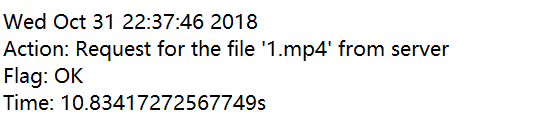 Wed Oct 31 22:37:46 2018
Action: Request for the file '1.mp4' from server
Flag: OK
Time: 10.83417272567749s